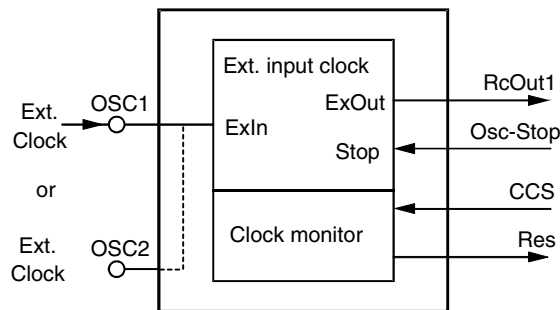 Ext. input clock
RcOut1
OSC1
ExOut
Ext.
Clock
ExIn
Osc-Stop
Stop
or
CCS
Clock monitor
Res
OSC2
Ext.
Clock